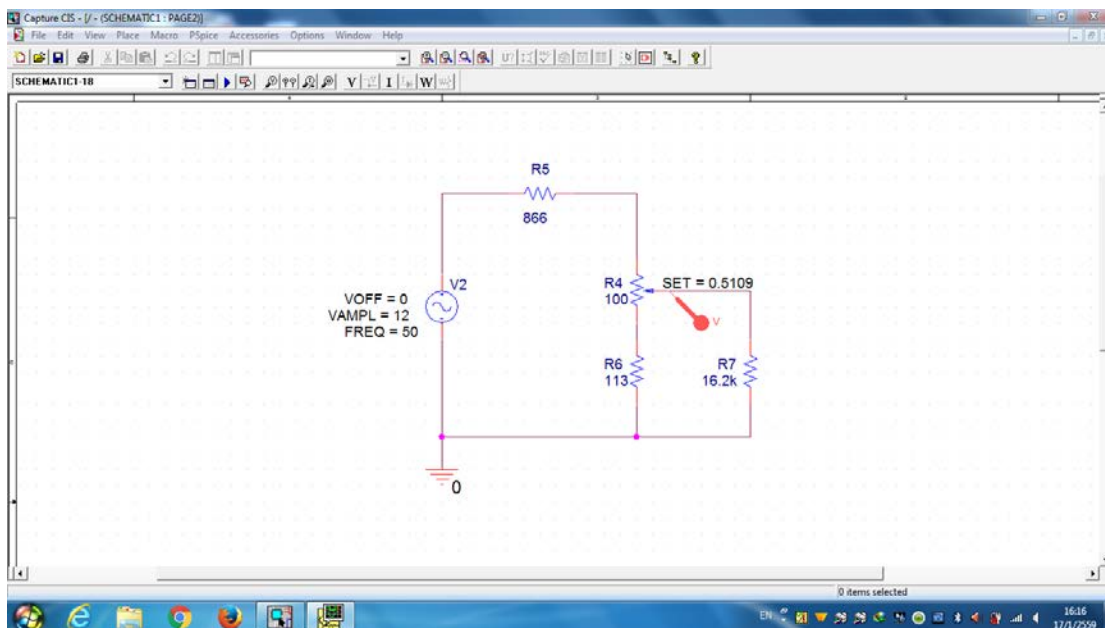 Capture CIS - [/ - (SCHEMATIC1 : PAGE2)]
File Edit View Place Macro PSpice Accessories Options Window Help
SCHEMATIC1-18
V I W
R5
866
V2
VOFF = 0
VAMPL = 12
FREQ = 50
R4
100
SET = 0.5109
V
R6
113
R7
16.2k
0
0 items selected
EN
16:16
17/1/2559